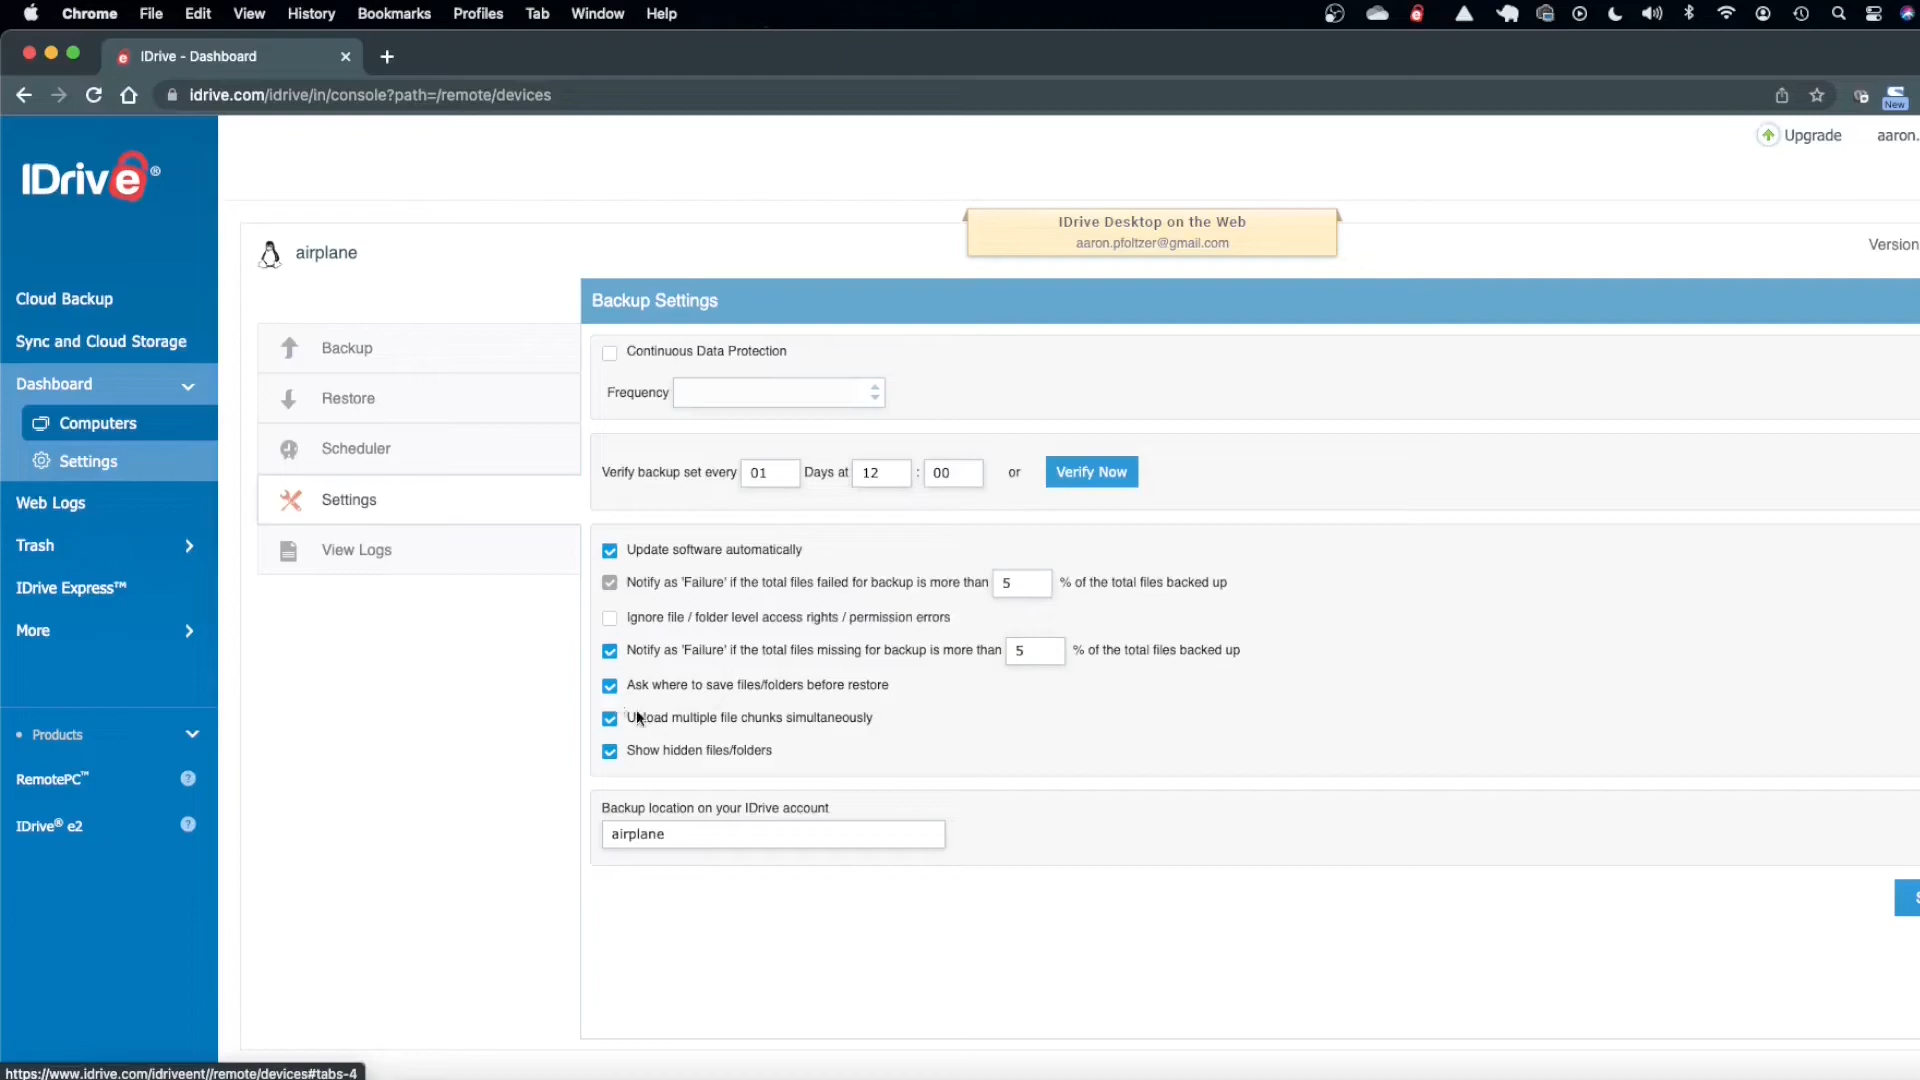 Chrome File Edit View History Bookmarks Profiles Tab Window Help
IDrive - Dashboard
idrive.com/idrive/in/console?path=/remote/devices
New
Upgrade aaron.
IDrive®
IDrive Desktop on the Web
aaron.pfoltzer@gmail.com
airplane
Version
Cloud Backup
Sync and Cloud Storage
Dashboard
Computers
Settings
Web Logs
Trash
IDrive Express™
More
Products
RemotePC™ ?
IDrive® e2 ?
Backup
Restore
Scheduler
Settings
View Logs
Backup Settings
Continuous Data Protection
Frequency
Verify backup set every 01 Days at 12 : 00 or Verify Now
Update software automatically
Notify as 'Failure' if the total files failed for backup is more than 5 % of the total files backed up
Ignore file / folder level access rights / permission errors
Notify as 'Failure' if the total files missing for backup is more than 5 % of the total files backed up
Ask where to save files/folders before restore
Upload multiple file chunks simultaneously
Show hidden files/folders
Backup location on your IDrive account
airplane
https://www.idrive.com/idriveent//remote/devices#tabs-4